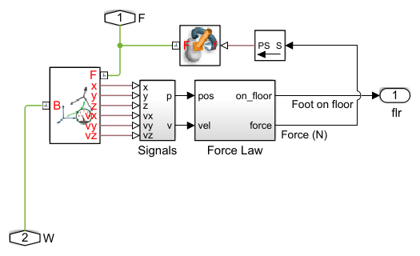 1 F
PS S
F
B
x
y
z
vx
vy
vz
x
y
z
vx
vy
vz
p
v
Signals
pos
vel
on_floor
force
Force Law
Foot on floor
Force (N)
1
flr
2 W